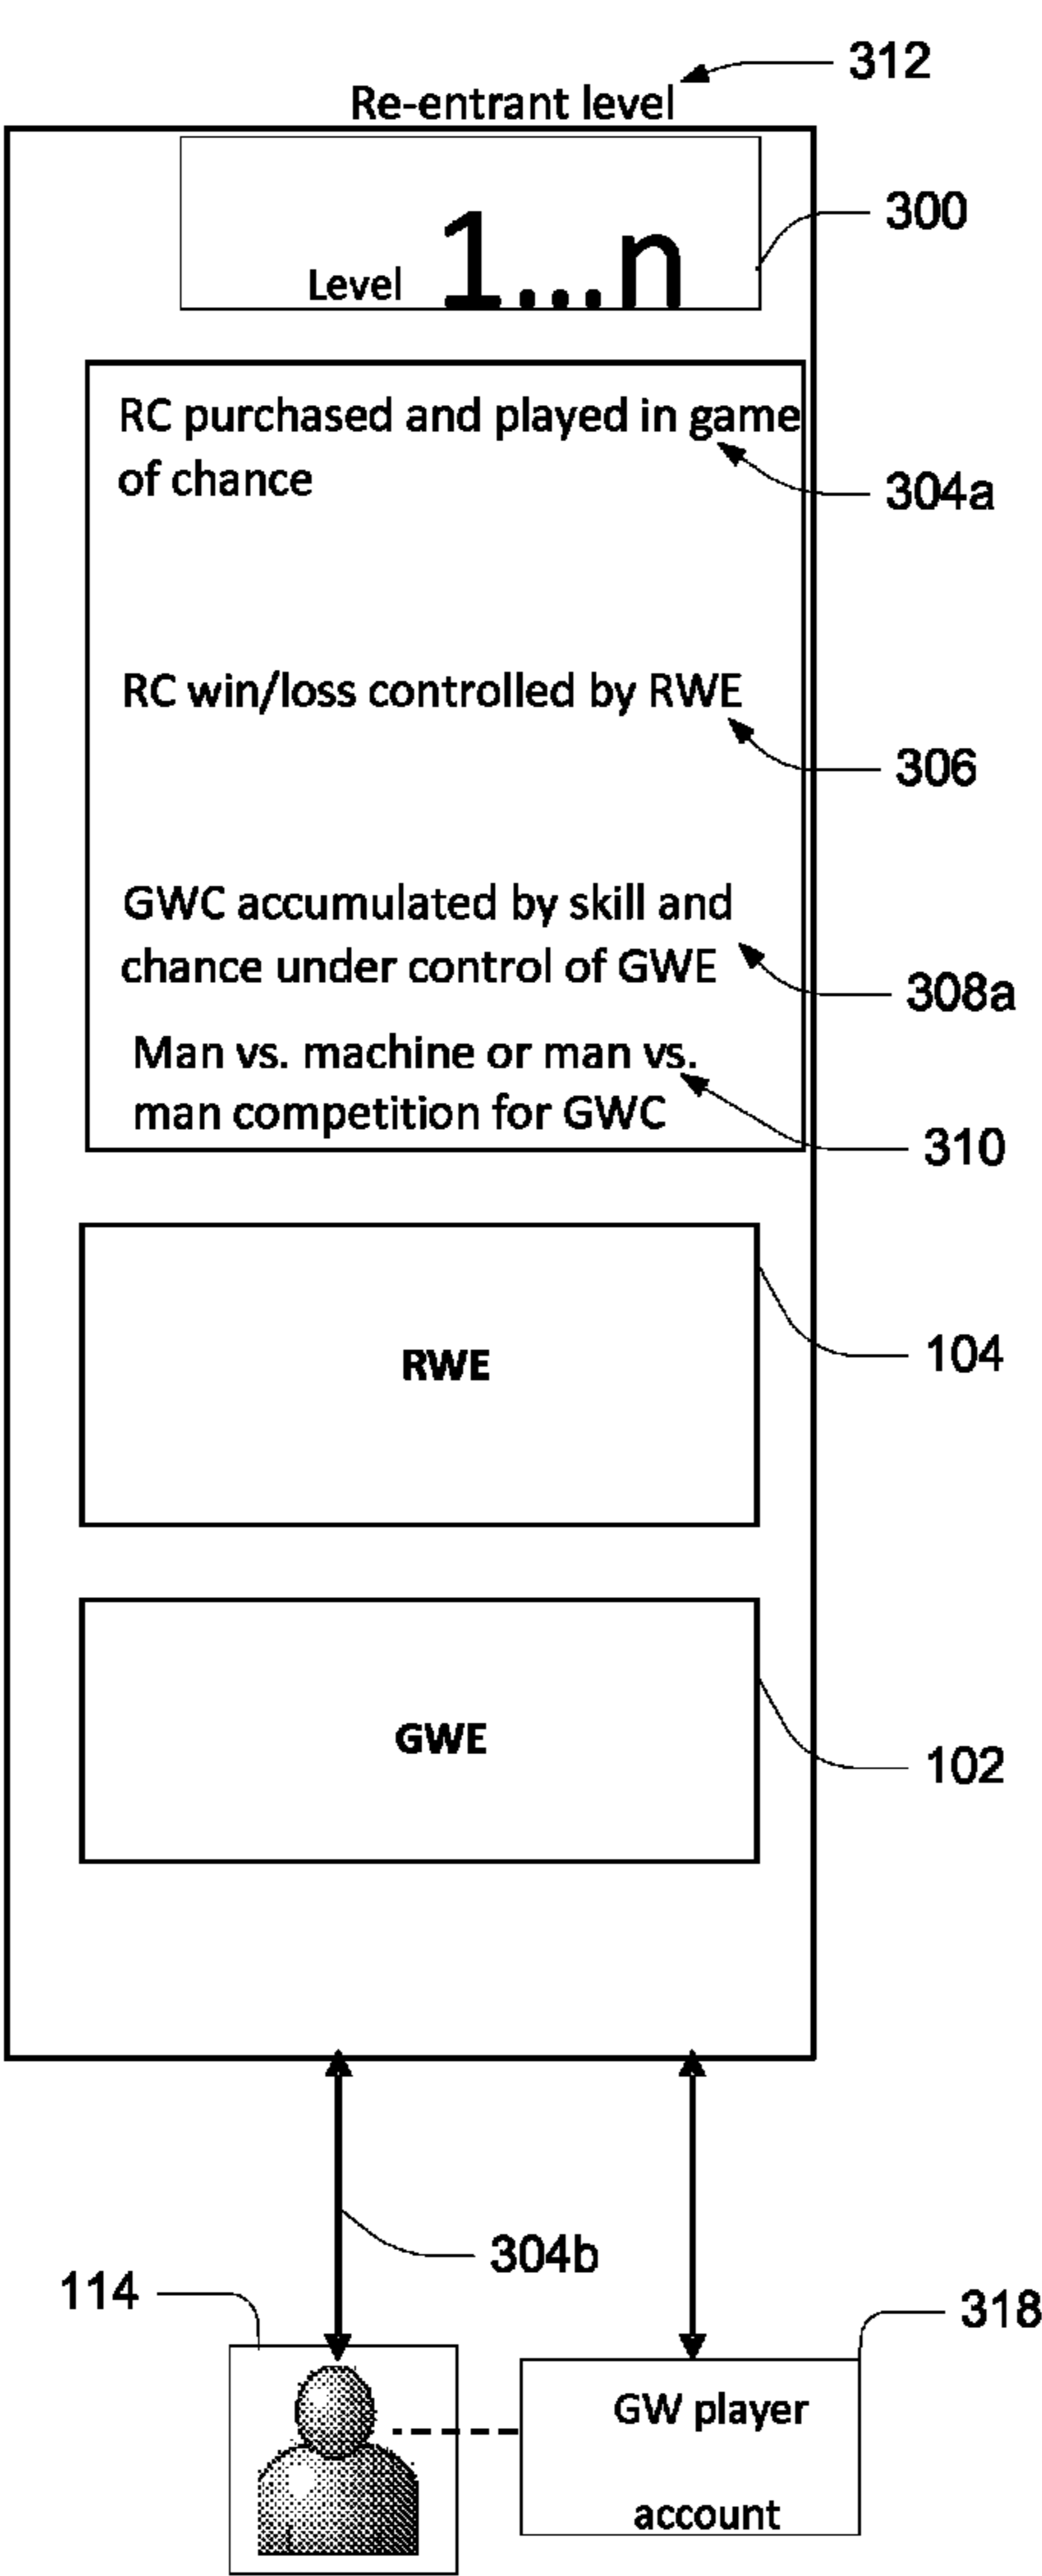 312
Re-entrant level
300
Level 1...n
RC purchased and played in game
of chance
304a
RC win/loss controlled by RWE
306
GWC accumulated by skill and
chance under control of GWE
308a
Man vs. machine or man vs.
man competition for GWC
310
RWE
104
GWE
102
304b
114
318
GW player
account